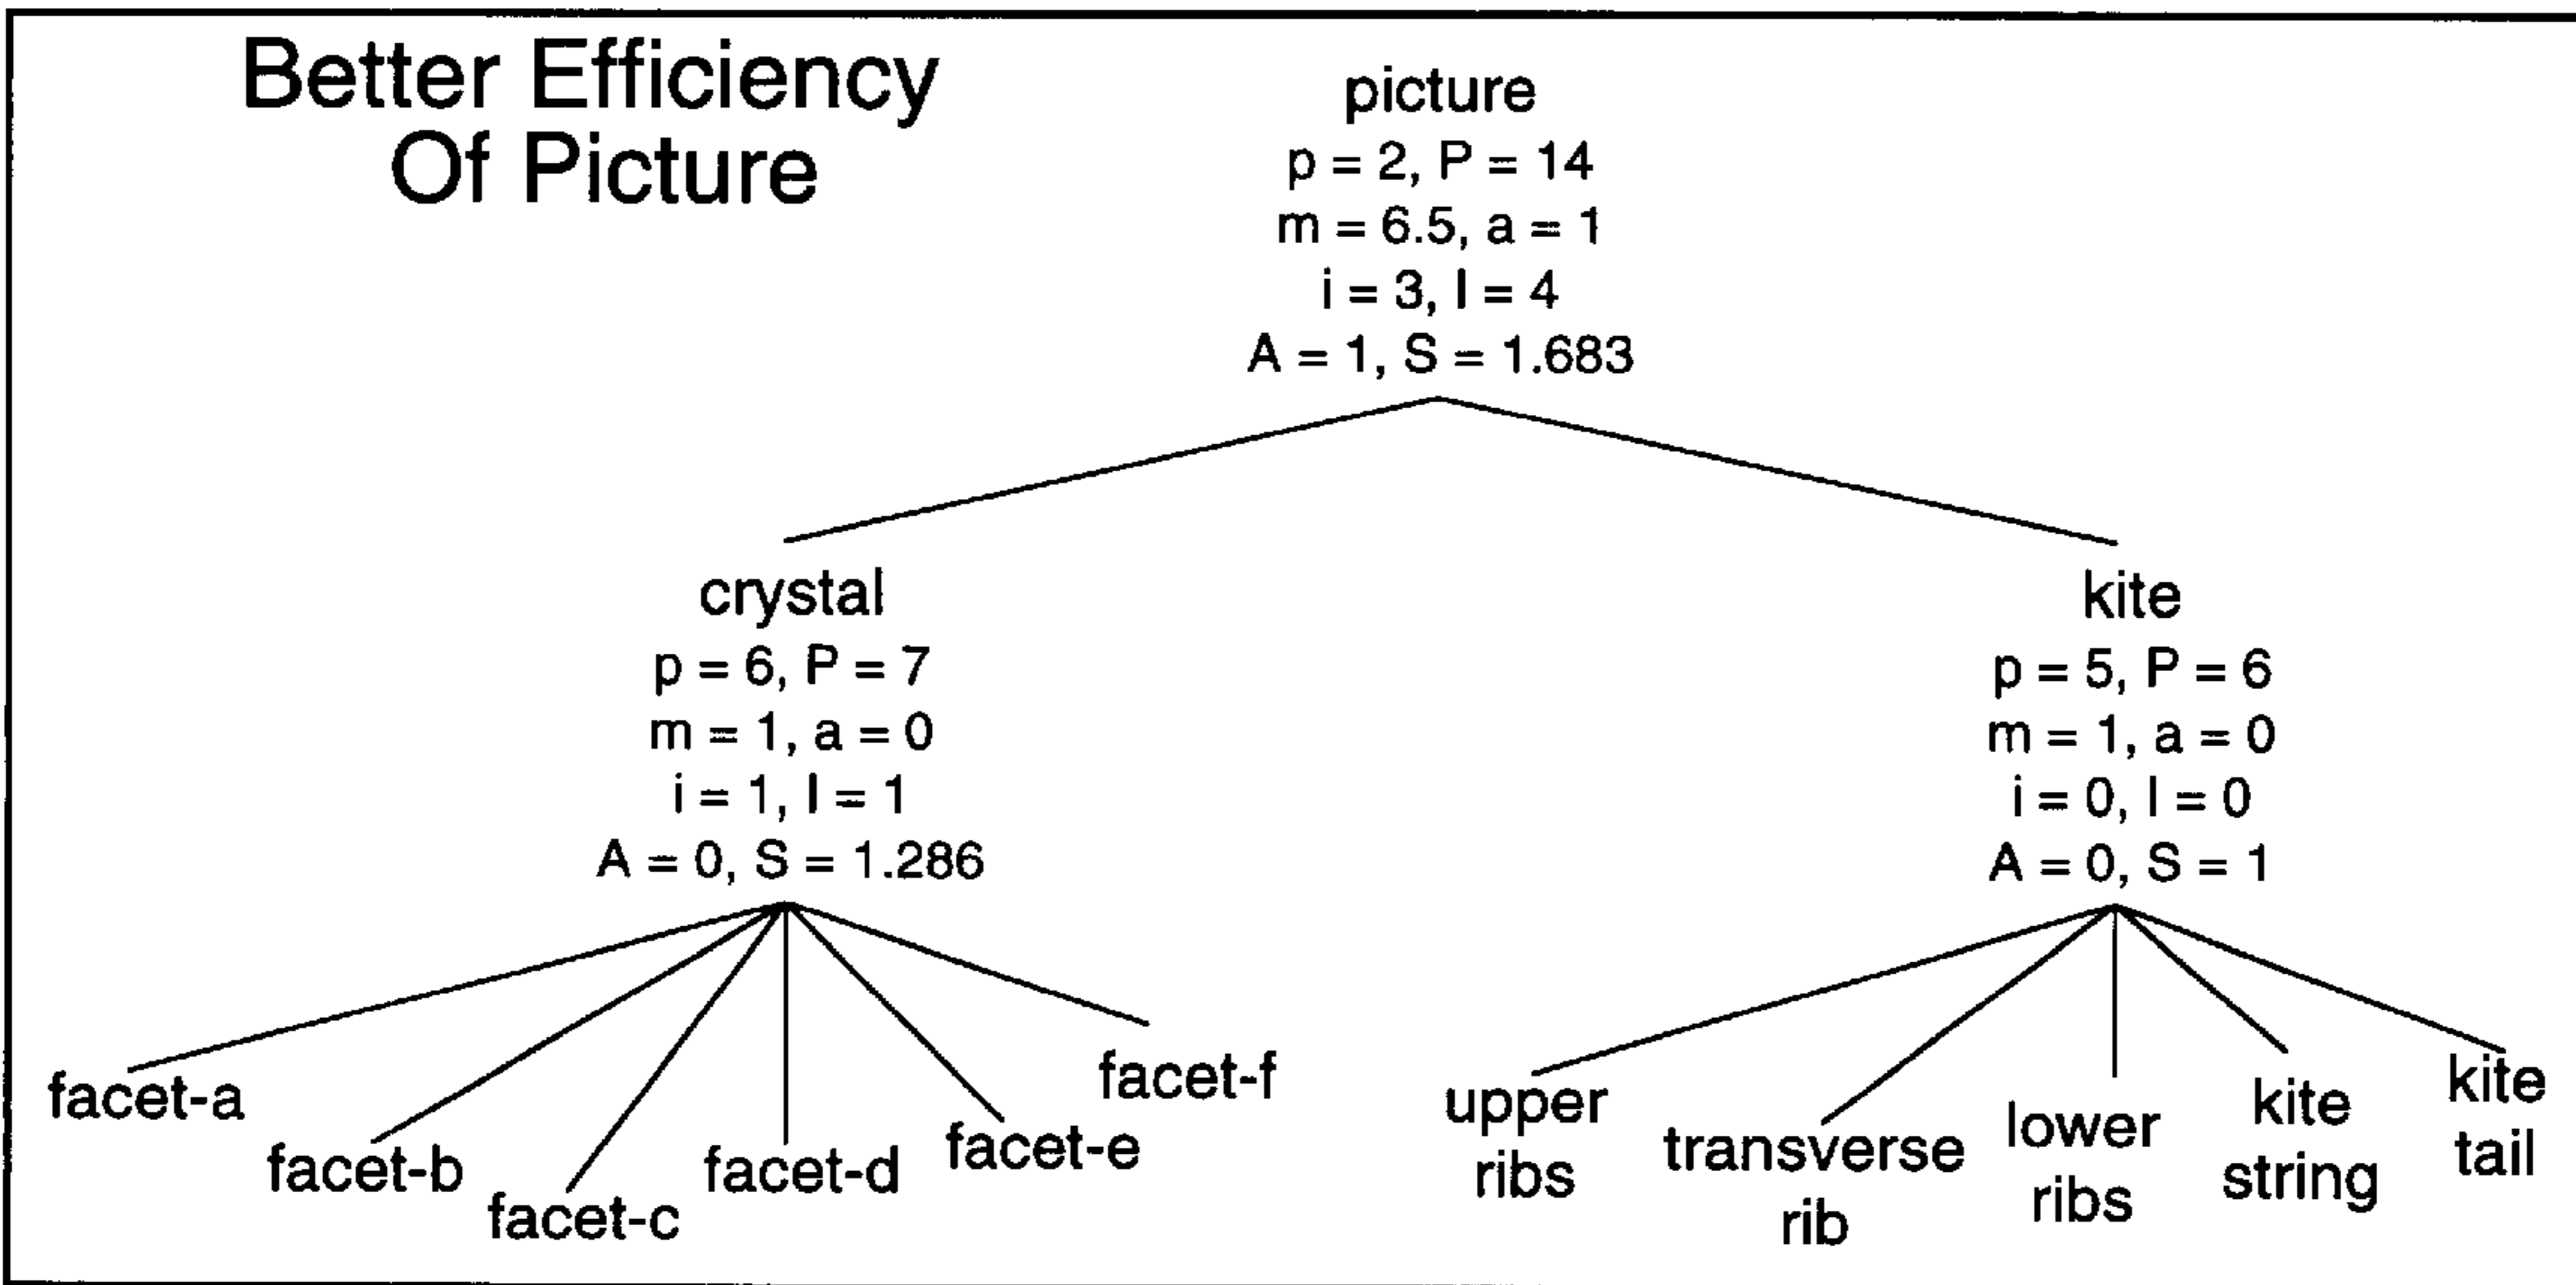 Better Efficiency
Of Picture
picture
p = 2, P = 14
m = 6.5, a = 1
i = 3, I = 4
A = 1, S = 1.683
crystal
p = 6, P = 7
m = 1, a = 0
i = 1, I = 1
A = 0, S = 1.286
kite
p = 5, P = 6
m = 1, a = 0
i = 0, I = 0
A = 0, S = 1
facet-a
facet-b
facet-c
facet-d
facet-e
facet-f
upper
ribs
transverse
rib
lower
ribs
kite
string
kite
tail